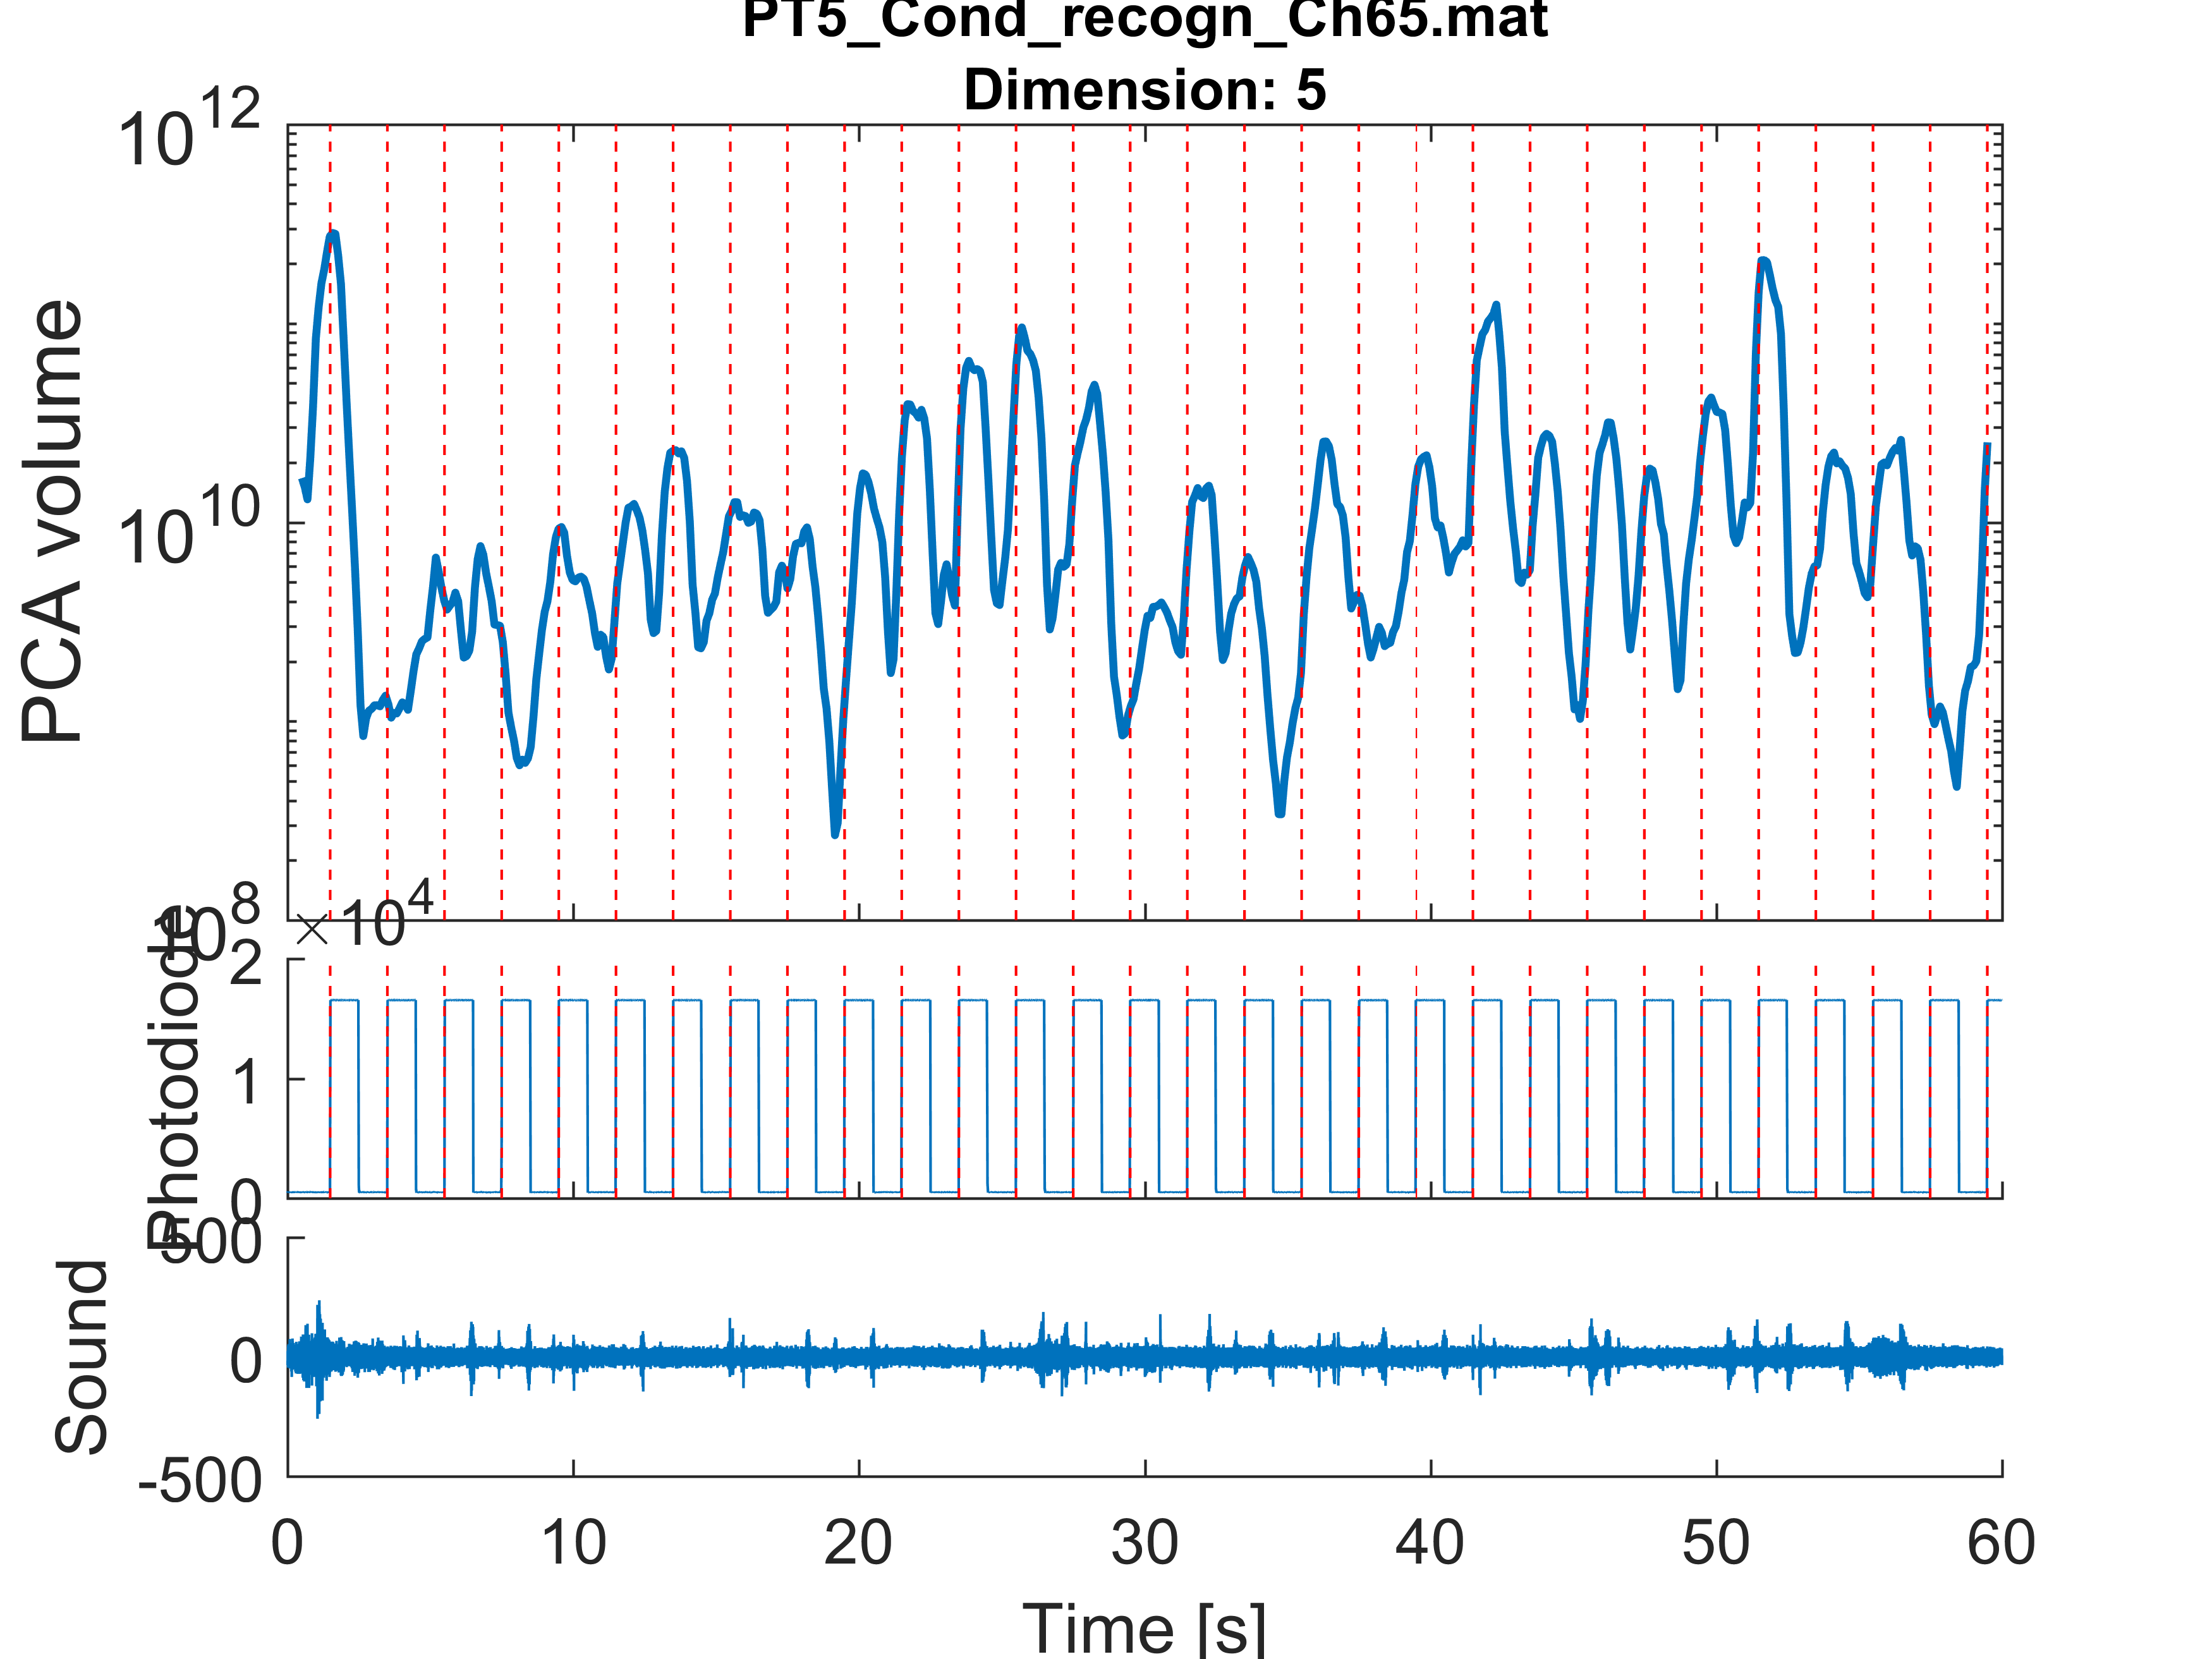 PT5_Cond_recogn_Ch65.mat
Dimension: 5
10^12
10^10
10^8
PCA volume
×10^4
2
1
0
Photodiode
500
0
-500
Sound
0 10 20 30 40 50 60
Time [s]